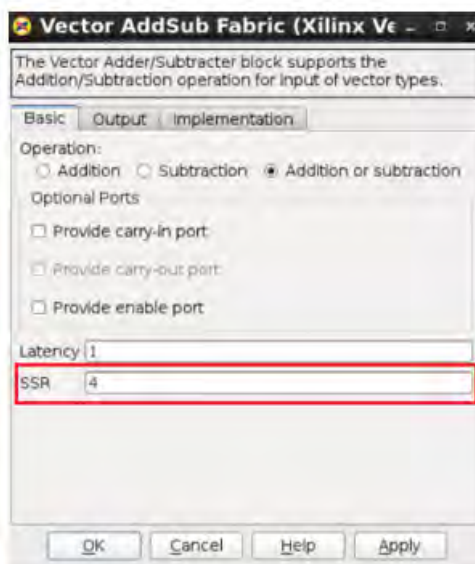 Vector AddSub Fabric (Xilinx Ve
The Vector Adder/Subtracter block supports the
Addition/Subtraction operation for input of vector types.
Basic Output Implementation
Operation:
Addition Subtraction Addition or subtraction
Optional Ports
Provide carry-in port
Provide carry-out port
Provide enable port
Latency 1
SSR 4
OK Cancel Help Apply